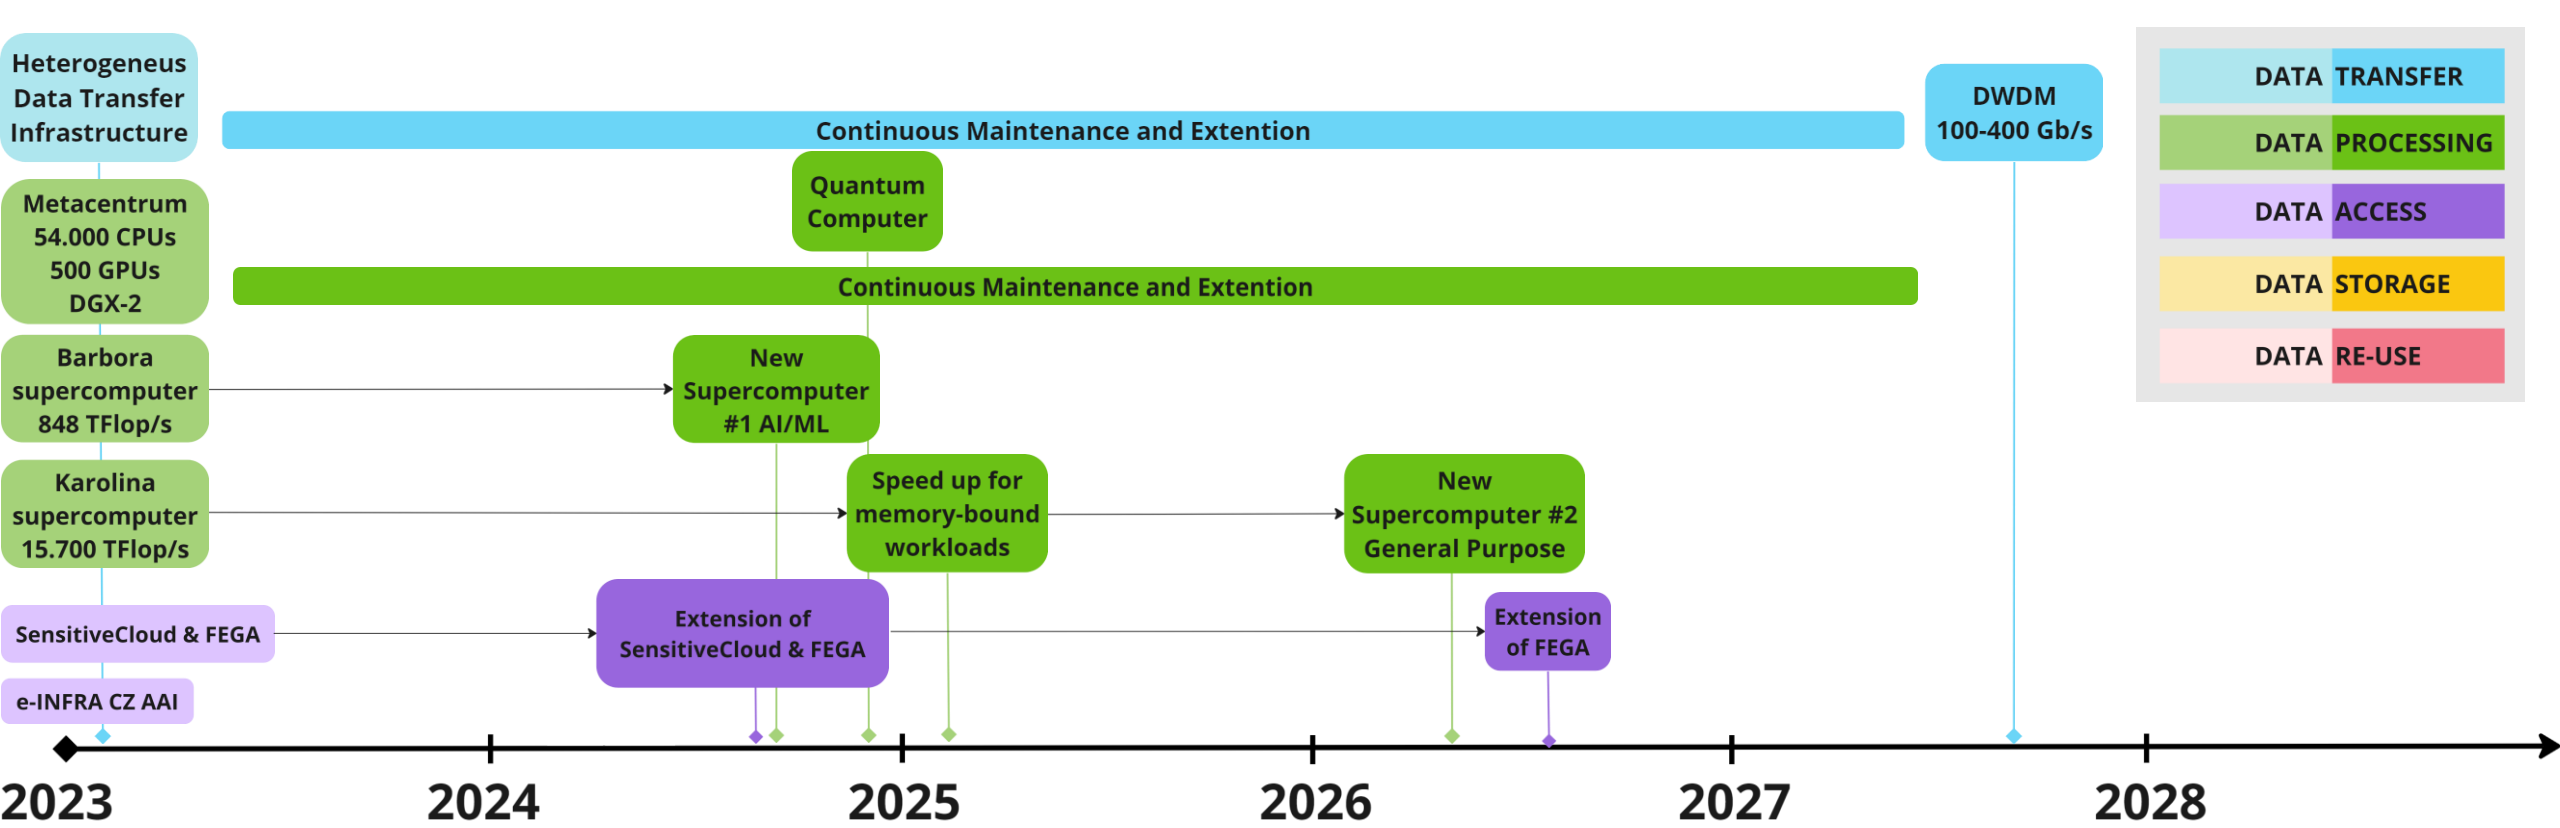 Heterogeneus
Data Transfer
Infrastructure
Continuous Maintenance and Extention
DWDM
100-400 Gb/s
Quantum
Computer
Metacentrum
54.000 CPUs
500 GPUs
DGX-2
Continuous Maintenance and Extention
Barbora
supercomputer
848 TFlop/s
New
Supercomputer
#1 AI/ML
Karolina
supercomputer
15.700 TFlop/s
Speed up for
memory-bound
workloads
New
Supercomputer #2
General Purpose
SensitiveCloud & FEGA
Extension of
SensitiveCloud & FEGA
Extension
of FEGA
e-INFRA CZ AAI
2023
2024
2025
2026
2027
2028
DATA TRANSFER
DATA PROCESSING
DATA ACCESS
DATA STORAGE
DATA RE-USE